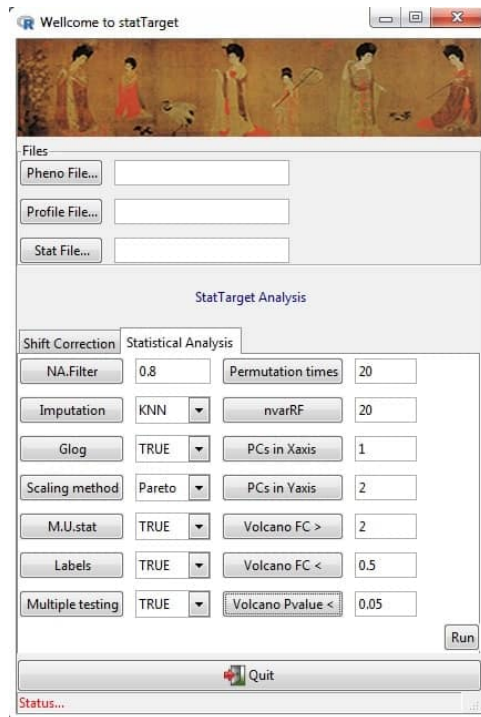 Wellcome to statTarget
Files
Pheno File...
Profile File...
Stat File...
StatTarget Analysis
Shift Correction Statistical Analysis
NA.Filter 0.8 Permutation times 20
Imputation KNN nvarRF 20
Glog TRUE PCs in Xaxis 1
Scaling method Pareto PCs in Yaxis 2
M.U.stat TRUE Volcano FC > 2
Labels TRUE Volcano FC < 0.5
Multiple testing TRUE Volcano Pvalue < 0.05
Run
Quit
Status...